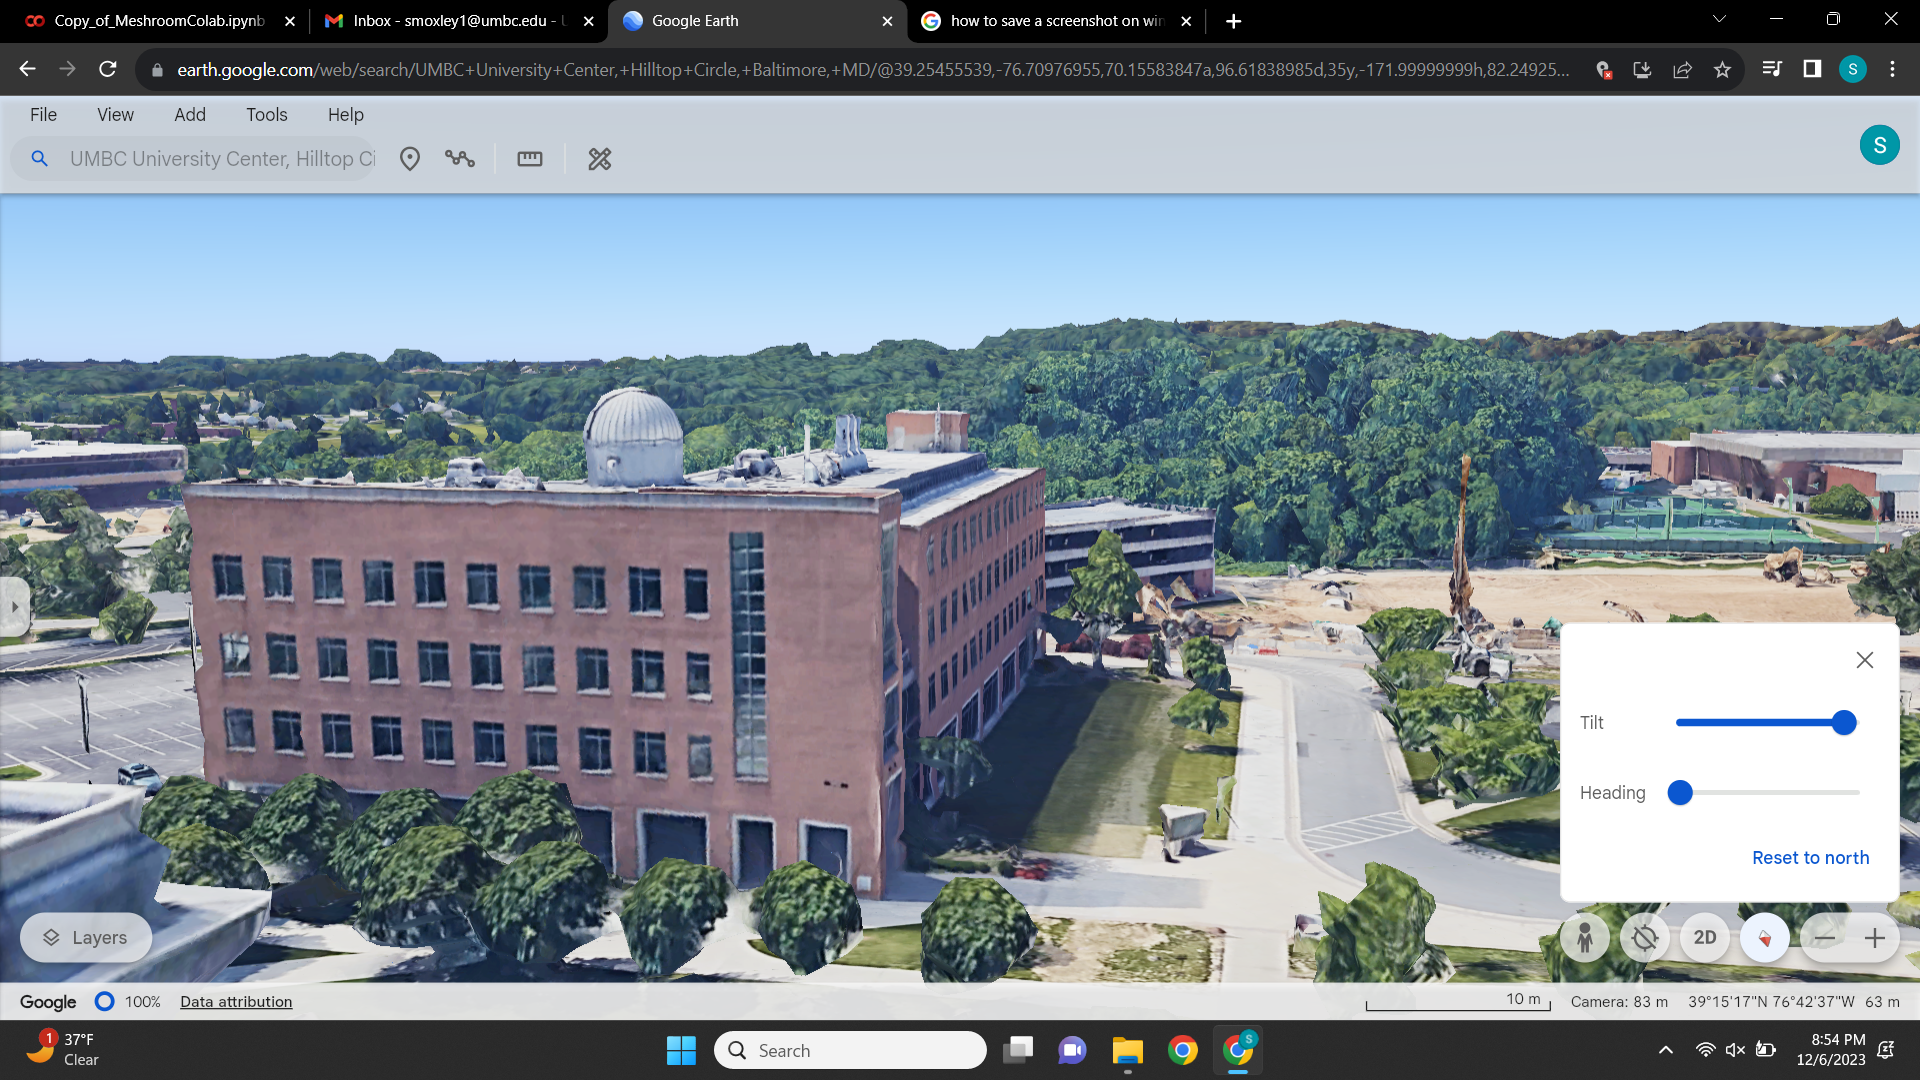 Copy_of_MeshroomColab.ipynb
Inbox - smoxley1@umbc.edu - U
Google Earth
how to save a screenshot on win
earth.google.com/web/search/UMBC+University+Center,+Hilltop+Circle,+Baltimore,+MD/@39.25455539,-76.70976955,70.15583847a,96.61838985d,35y,-171.99999999h,82.24925...
S
File View Add Tools Help
UMBC University Center, Hilltop Ci
S
Tilt
Heading
Reset to north
Layers
2D
Google 100% Data attribution
10 m
Camera: 83 m 39°15'17"N 76°42'37"W 63 m
1
37°F
Clear
Search
S
8:54 PM
12/6/2023